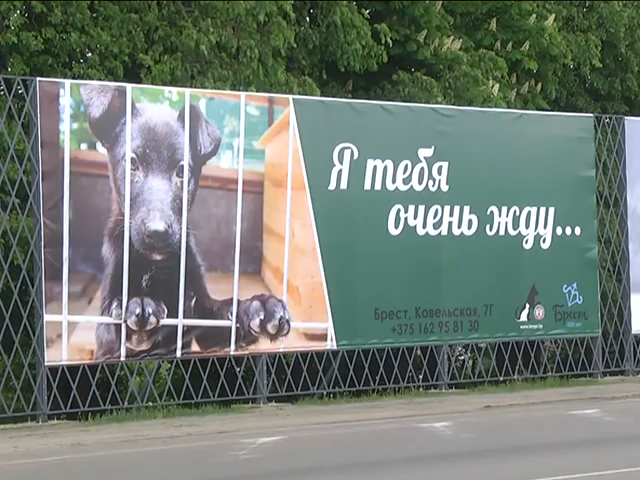 Я тебя
очень жду...
Брест, Ковельская, 7Г
+375 162 95 81 30
Брест